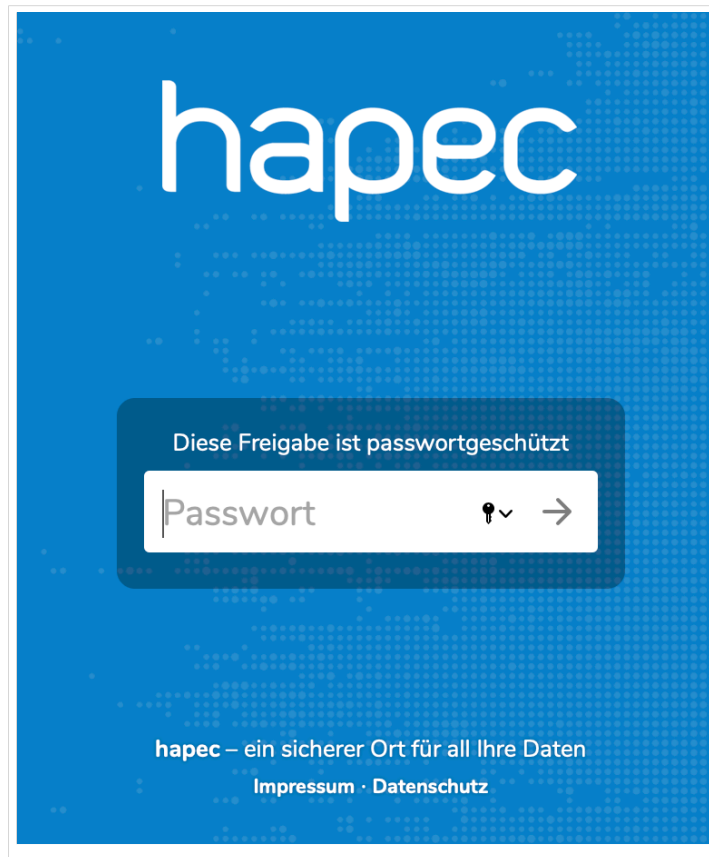 hapec
Diese Freigabe ist passwortgeschützt
Passwort
hapec – ein sicherer Ort für all Ihre Daten
Impressum · Datenschutz